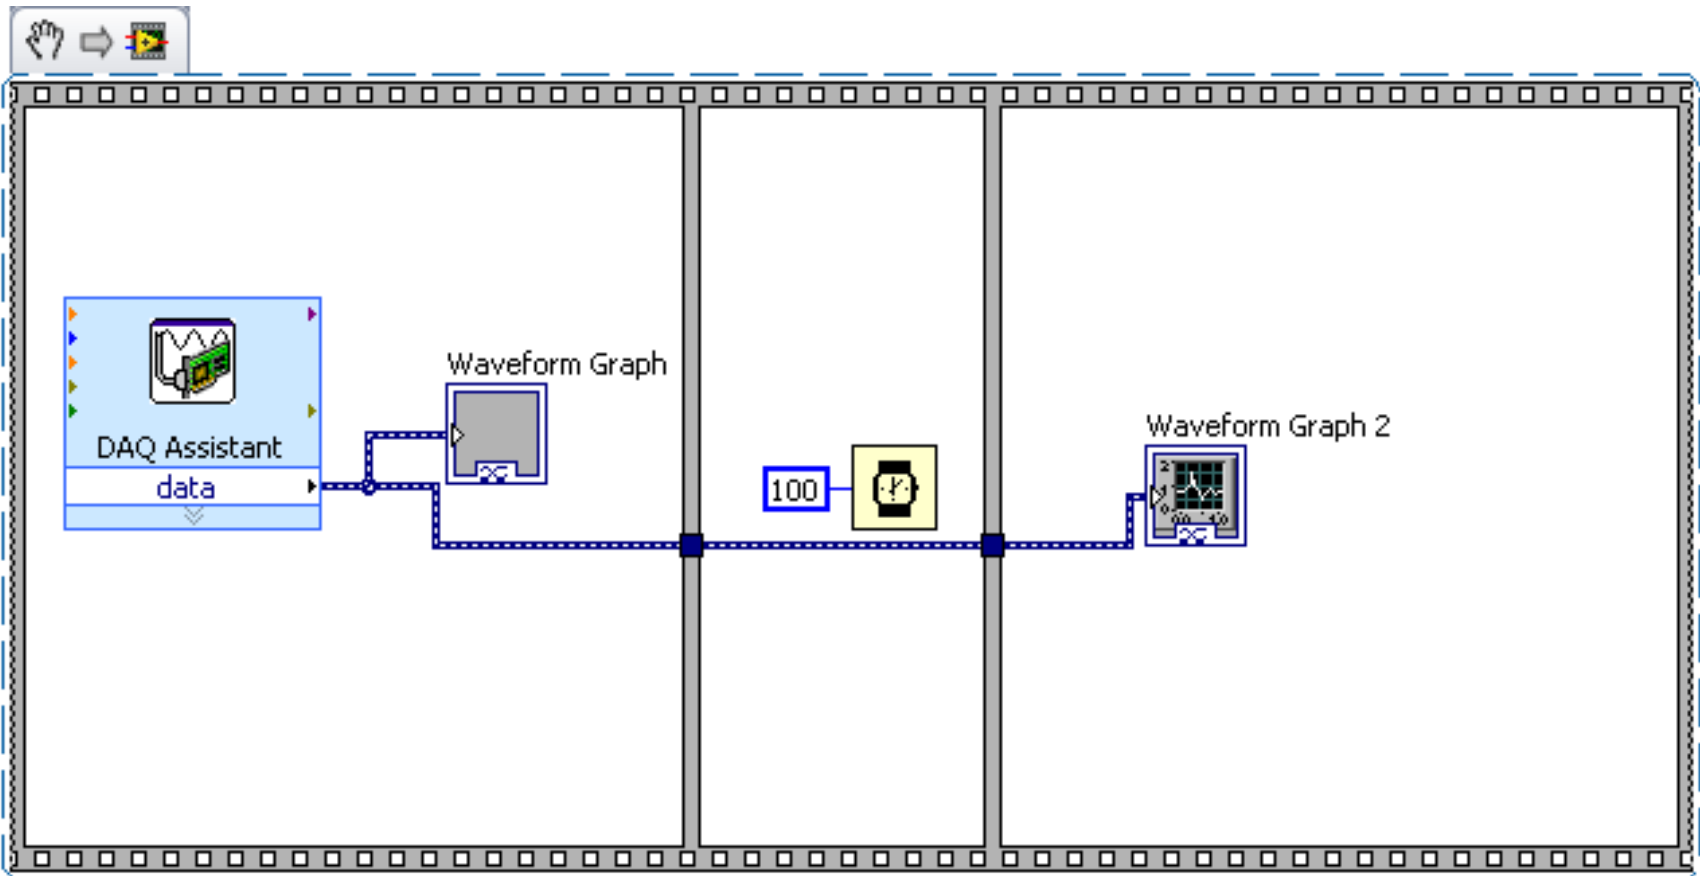 Waveform Graph
DAQ Assistant
data
100
Waveform Graph 2